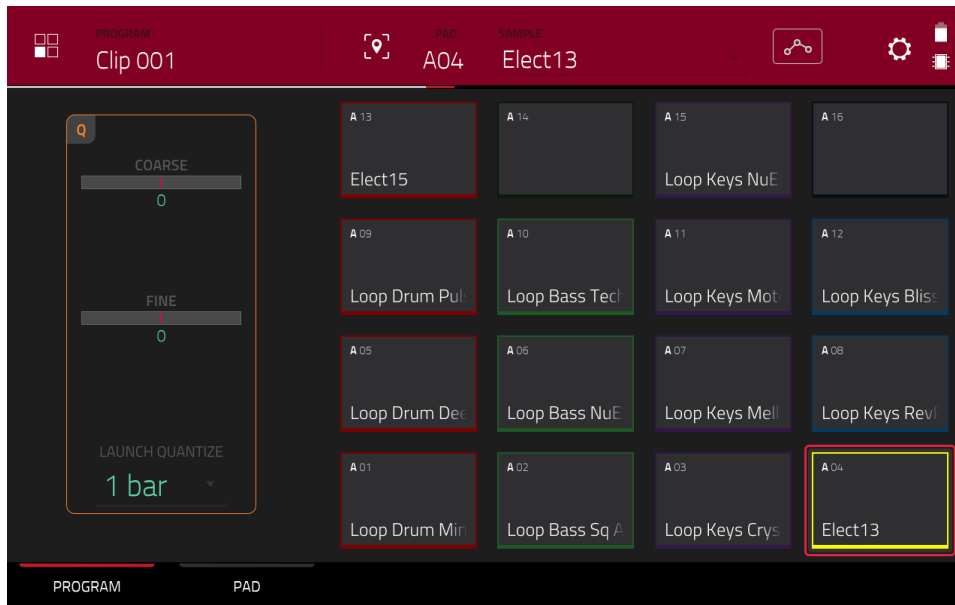 PROGRAM
Clip 001
PAD
A04
SAMPLE
Elect13
Q
COARSE
0
FINE
0
LAUNCH QUANTIZE
1 bar
A 13
Elect15
A 14
A 15
Loop Keys NuE
A 16
A 09
Loop Drum Pul
A 10
Loop Bass Tech
A 11
Loop Keys Mot
A 12
Loop Keys Bliss
A 05
Loop Drum Dee
A 06
Loop Bass NuE
A 07
Loop Keys Mell
A 08
Loop Keys Rev
A 01
Loop Drum Min
A 02
Loop Bass Sq A
A 03
Loop Keys Crys
A 04
Elect13
PROGRAM
PAD